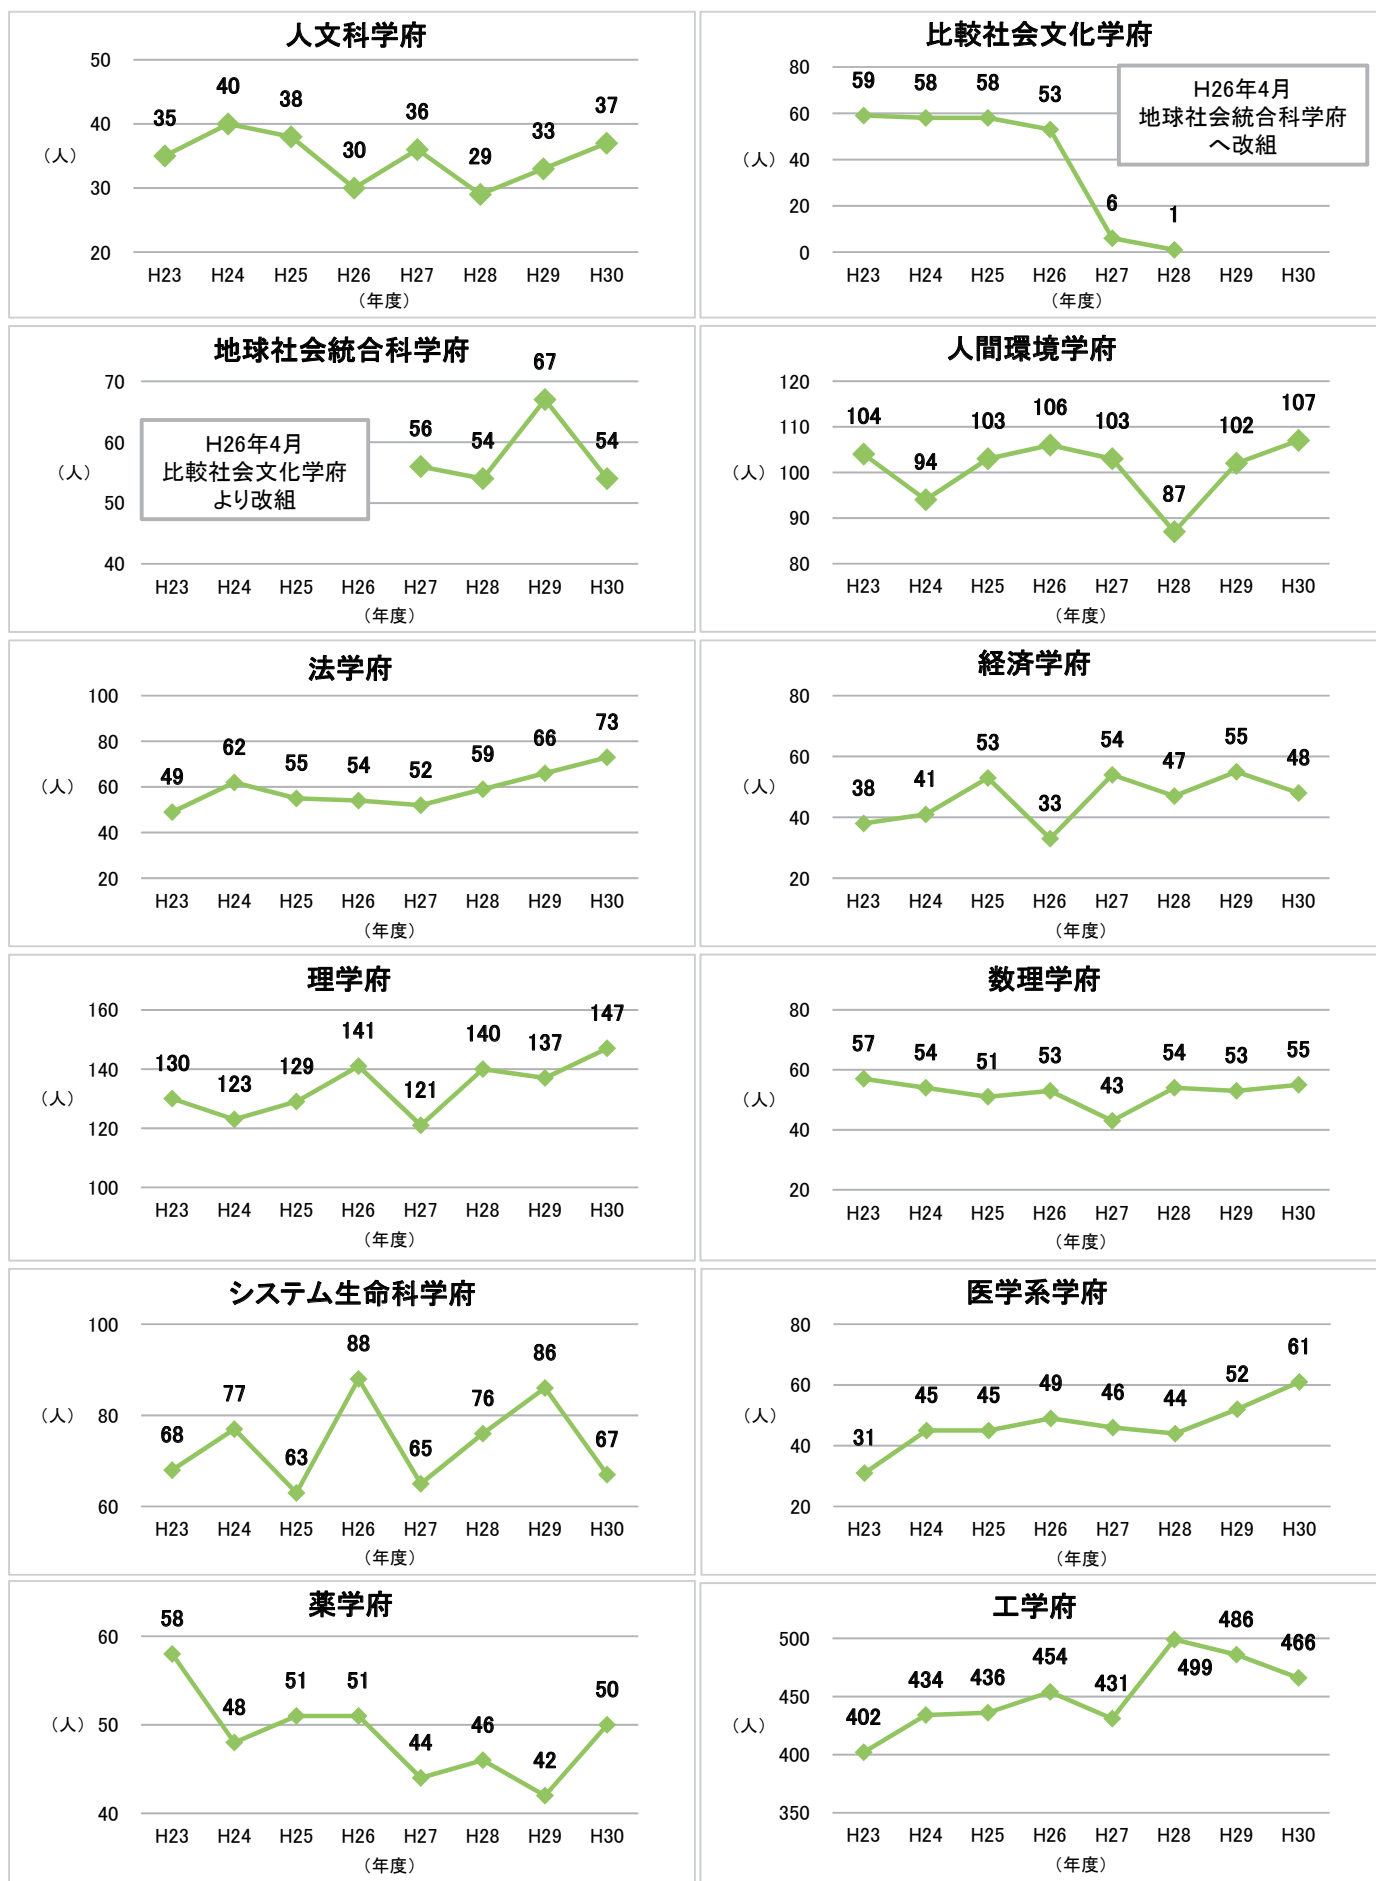 人文科学府
50
40
30
20
（人）
35
40
38
30
36
29
33
37
H23 H24 H25 H26 H27 H28 H29 H30
（年度）
比較社会文化学府
80
60
40
20
0
（人）
59
58
58
53
6
1
H26年4月
地球社会統合科学府
へ改組
H23 H24 H25 H26 H27 H28 H29 H30
（年度）
地球社会統合科学府
70
60
50
40
（人）
H26年4月
比較社会文化学府
より改組
56
54
67
54
H23 H24 H25 H26 H27 H28 H29 H30
（年度）
人間環境学府
120
110
100
90
80
（人）
104
94
103
106
103
87
102
107
H23 H24 H25 H26 H27 H28 H29 H30
（年度）
法学府
100
80
60
40
20
（人）
49
62
55
54
52
59
66
73
H23 H24 H25 H26 H27 H28 H29 H30
（年度）
経済学府
80
60
40
20
（人）
38
41
53
33
54
47
55
48
H23 H24 H25 H26 H27 H28 H29 H30
（年度）
理学府
160
140
120
100
（人）
130
123
129
141
121
140
137
147
H23 H24 H25 H26 H27 H28 H29 H30
（年度）
数理学府
80
60
40
20
（人）
57
54
51
53
43
54
53
55
H23 H24 H25 H26 H27 H28 H29 H30
（年度）
システム生命科学府
100
80
60
（人）
68
77
63
88
65
76
86
67
H23 H24 H25 H26 H27 H28 H29 H30
（年度）
医学系学府
80
60
40
20
（人）
31
45
45
49
46
44
52
61
H23 H24 H25 H26 H27 H28 H29 H30
（年度）
薬学府
60
50
40
（人）
58
48
51
51
44
46
42
50
H23 H24 H25 H26 H27 H28 H29 H30
（年度）
工学府
500
450
400
350
（人）
402
434
436
454
431
499
486
466
H23 H24 H25 H26 H27 H28 H29 H30
（年度）